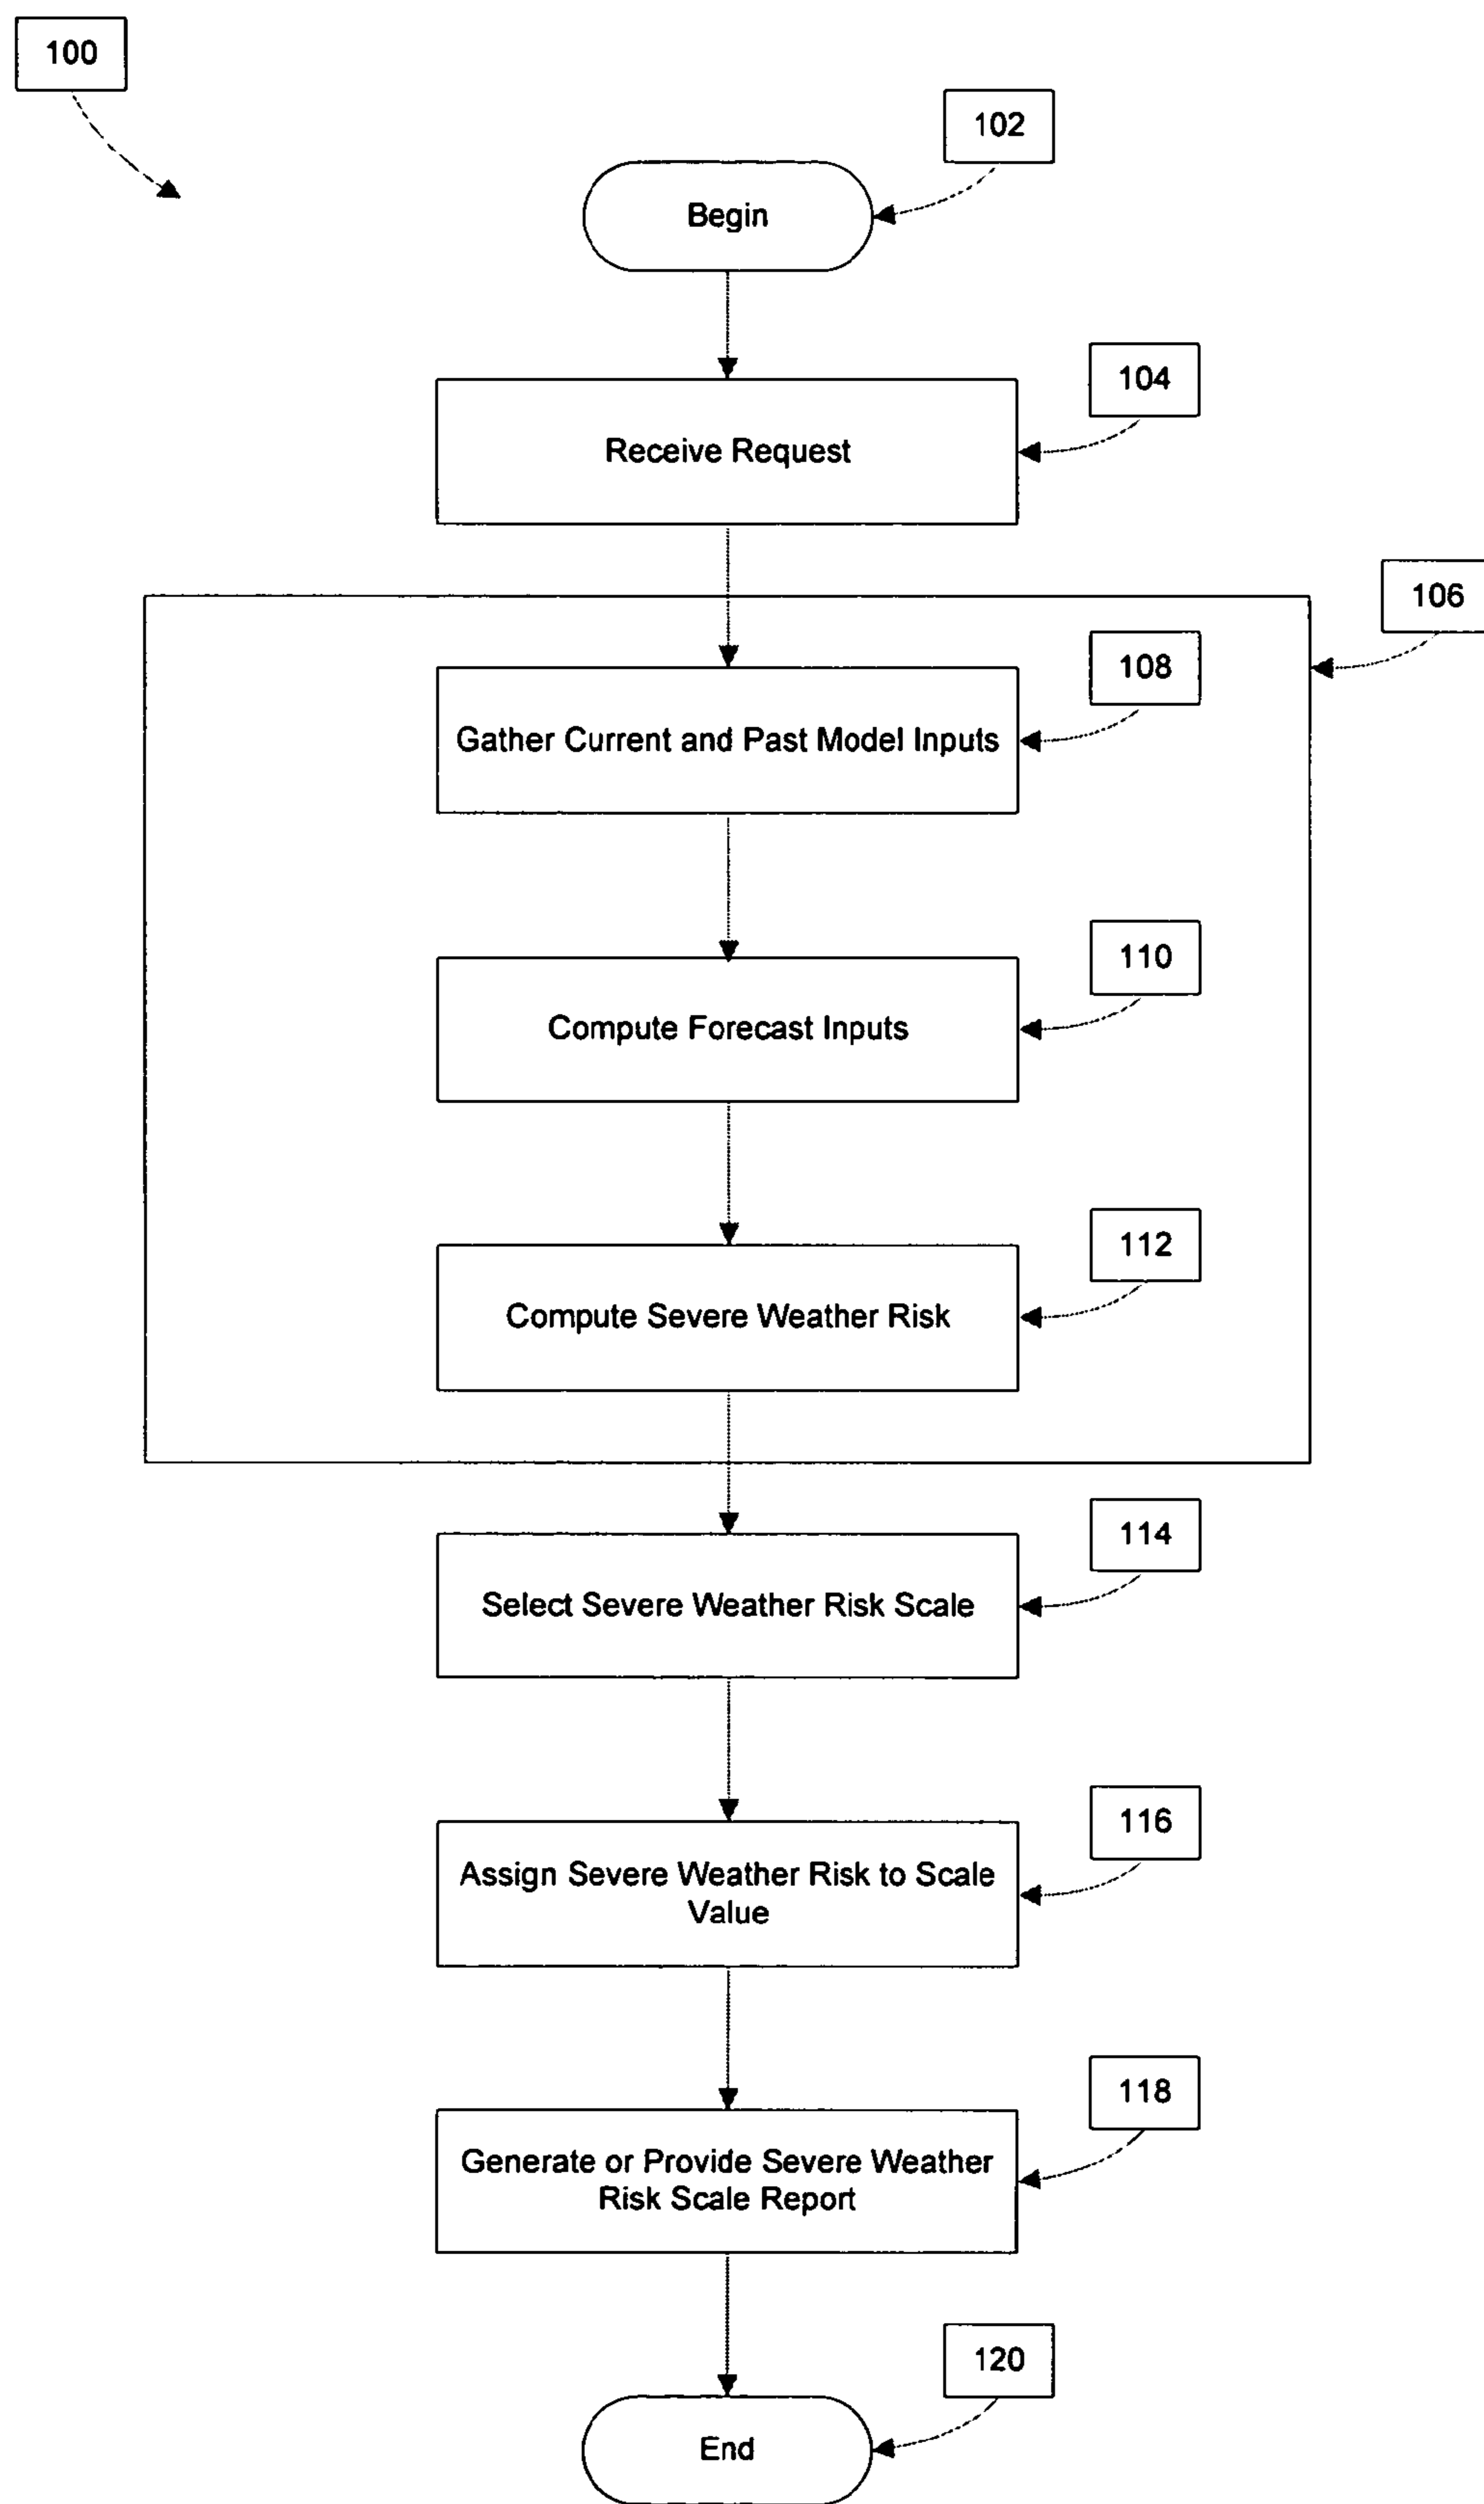 100
102
Begin
104
Receive Request
106
108
Gather Current and Past Model Inputs
110
Compute Forecast Inputs
112
Compute Severe Weather Risk
114
Select Severe Weather Risk Scale
116
Assign Severe Weather Risk to Scale
Value
118
Generate or Provide Severe Weather
Risk Scale Report
120
End